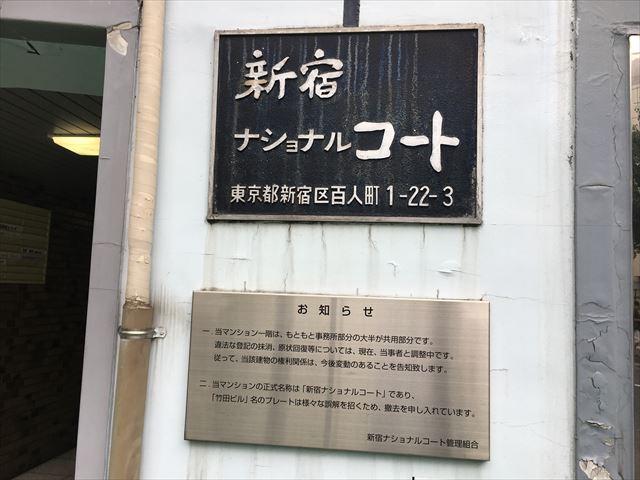 新宿
ナショナルコート
東京都新宿区百人町1-22-3
お知らせ
一.当マンション一階は、もともと事務所部分の大半が共用部分です。
違法な登記の抹消、原状回復等については、現在、当事者と調整中です。
従って、当該建物の権利関係は、今後変動のあることを告知致します。
二.当マンションの正式名称は「新宿ナショナルコート」であり、
「竹田ビル」名のプレートは様々な誤解を招くため、撤去を申し入れています。
新宿ナショナルコート管理組合